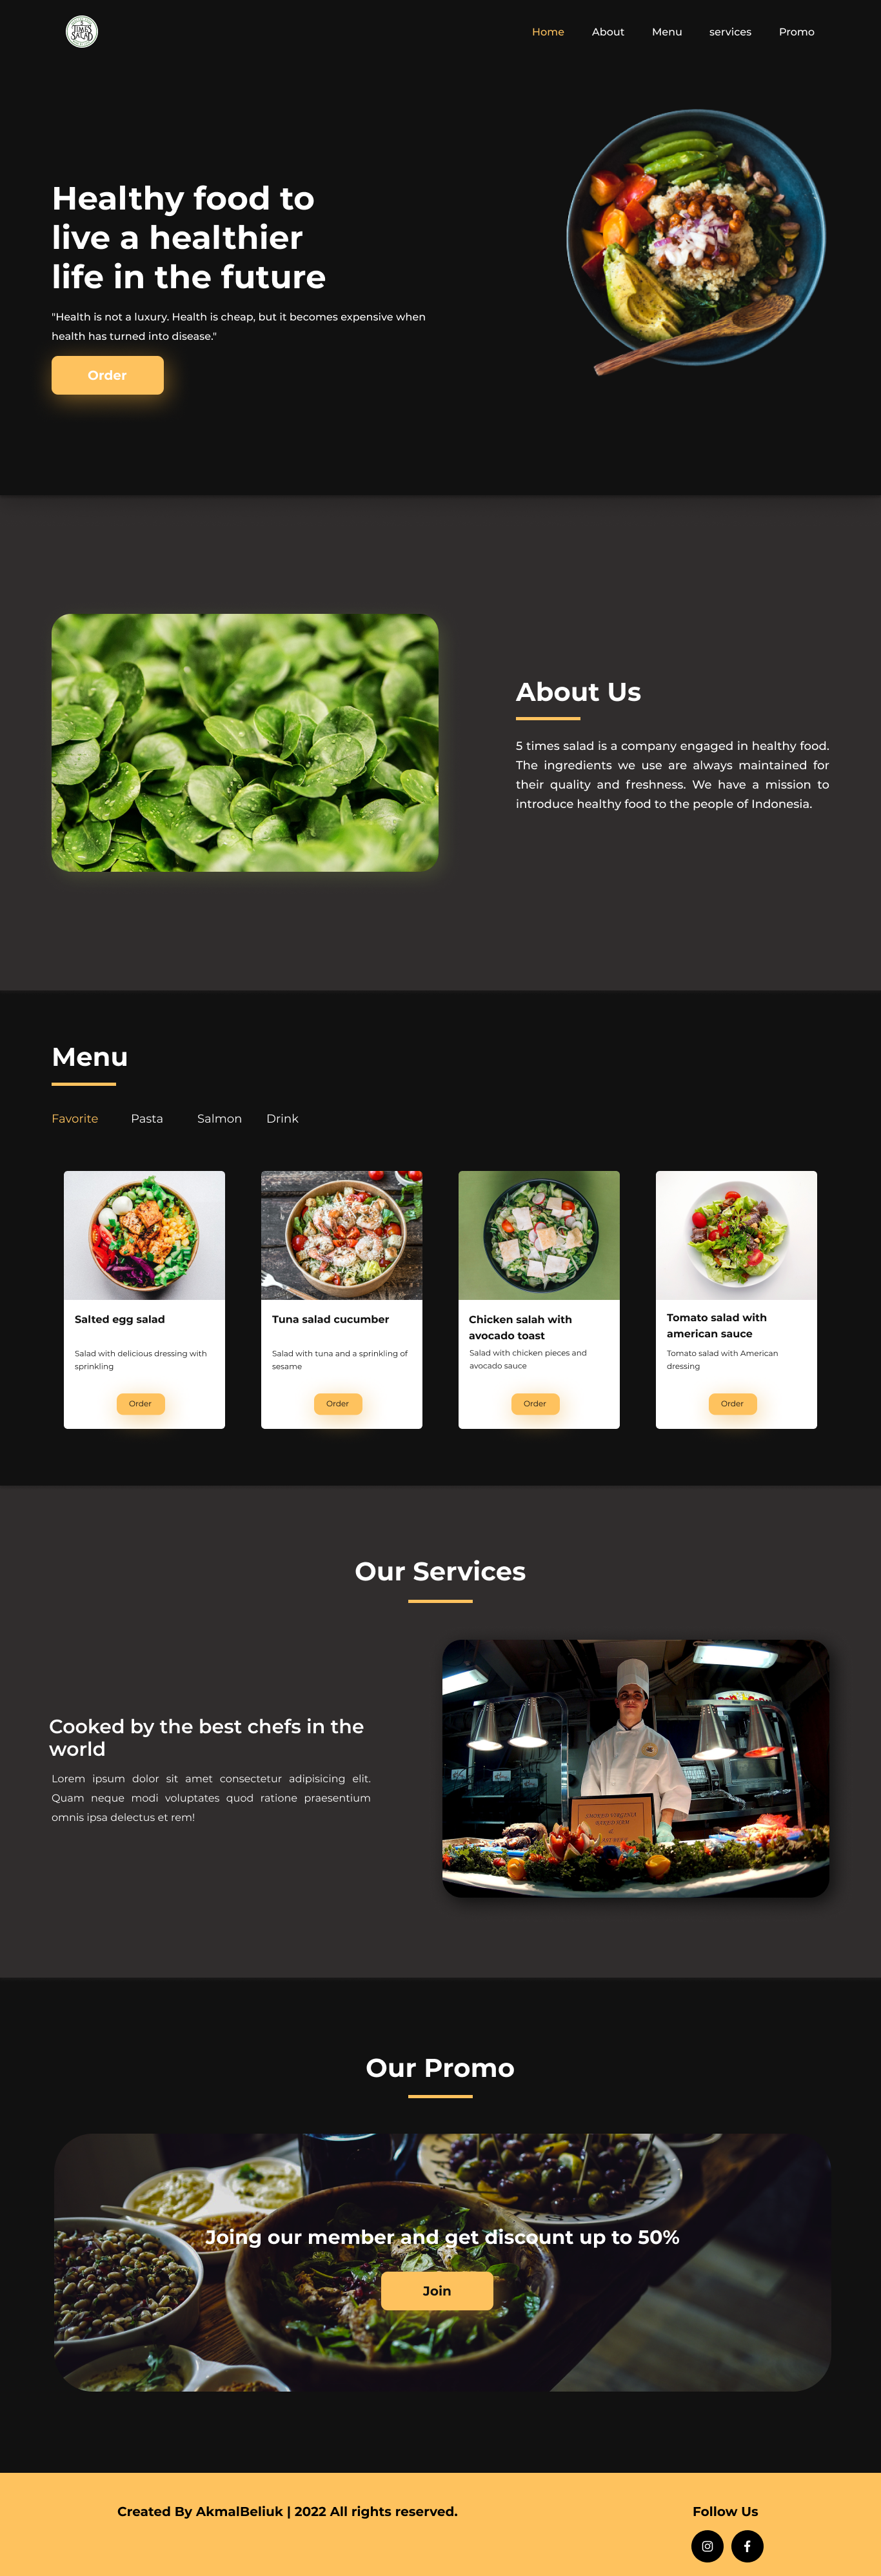 5
TIMES
SALAD
Home About Menu services Promo
Healthy food to
live a healthier
life in the future
"Health is not a luxury. Health is cheap, but it becomes expensive when
health has turned into disease."
Order
About Us
5 times salad is a company engaged in healthy food.
The ingredients we use are always maintained for
their quality and freshness. We have a mission to
introduce healthy food to the people of Indonesia.
Menu
Favorite Pasta Salmon Drink
Salted egg salad
Salad with delicious dressing with
sprinkling
Order
Tuna salad cucumber
Salad with tuna and a sprinkling of
sesame
Order
Chicken salah with
avocado toast
Salad with chicken pieces and
avocado sauce
Order
Tomato salad with
american sauce
Tomato salad with American
dressing
Order
Our Services
Cooked by the best chefs in the
world
Lorem ipsum dolor sit amet consectetur adipisicing elit.
Quam neque modi voluptates quod ratione praesentium
omnis ipsa delectus et rem!
SMOKED VIRGINIA
BAKED HAM
&
Our Promo
Joing our member and get discount up to 50%
Join
Created By AkmalBeliuk | 2022 All rights reserved.
Follow Us